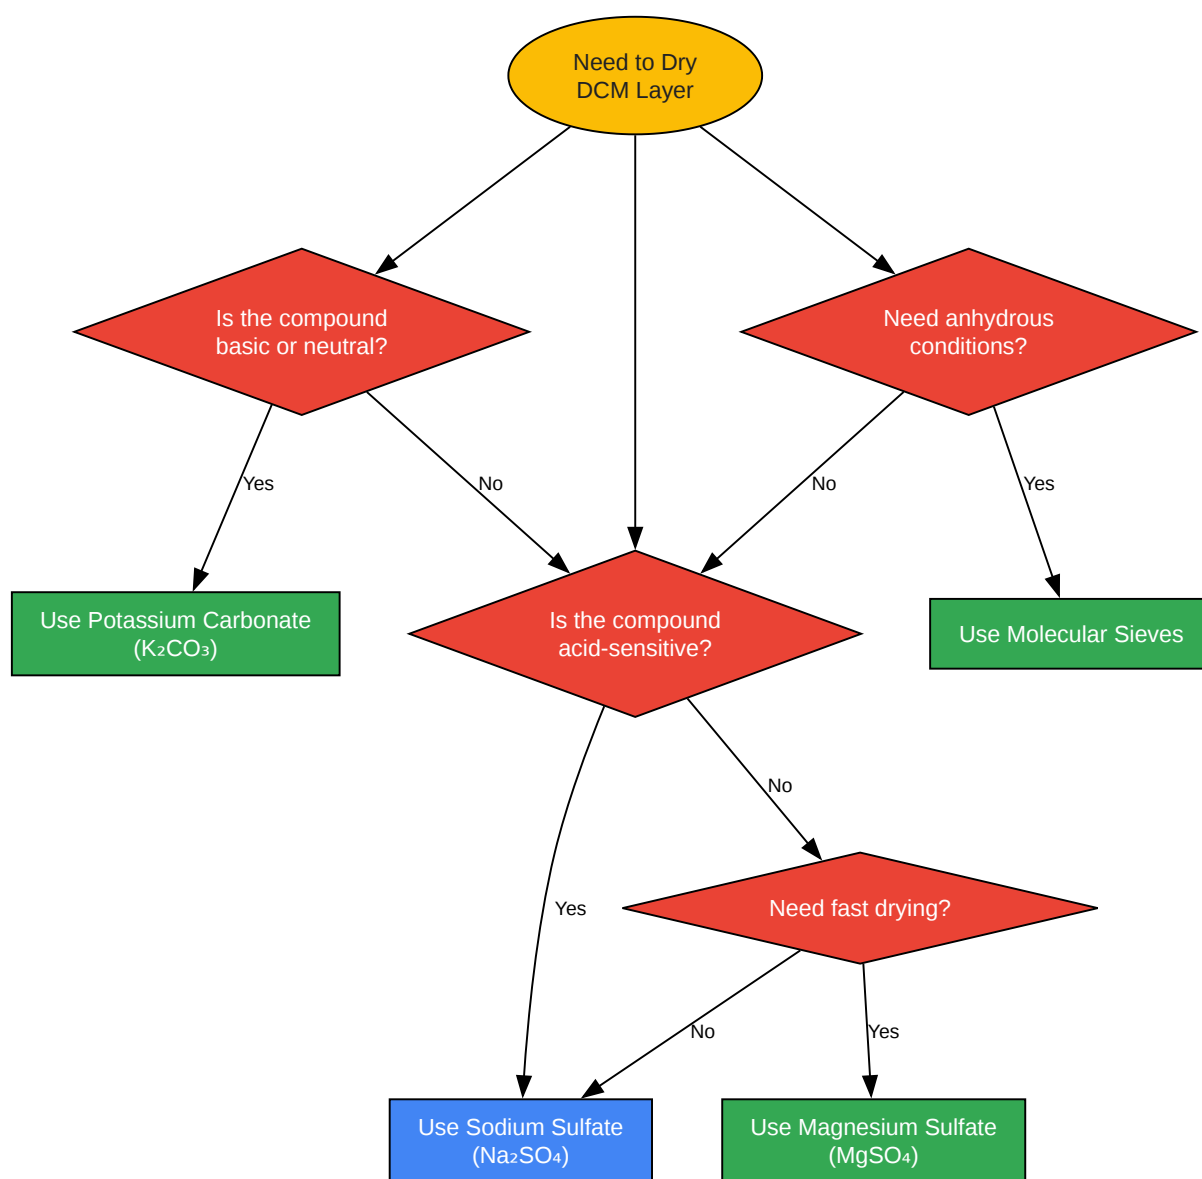 Need to Dry
DCM Layer
Is the compound
basic or neutral?
Need anhydrous
conditions?
Yes
No
No
Yes
Use Potassium Carbonate
(K₂CO₃)
Is the compound
acid-sensitive?
Use Molecular Sieves
No
Yes
Need fast drying?
No
Yes
Use Sodium Sulfate
(Na₂SO₄)
Use Magnesium Sulfate
(MgSO₄)